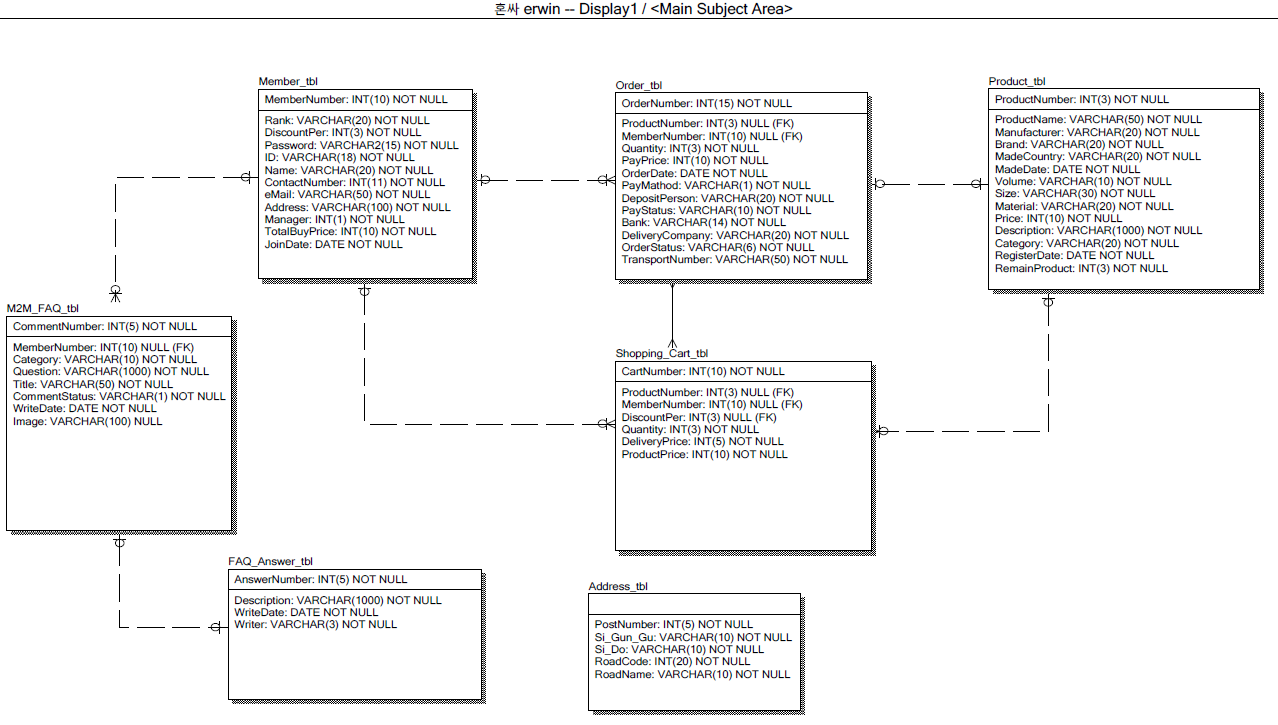 혼싸 erwin -- Display1 / <Main Subject Area>
Member_tbl
MemberNumber: INT(10) NOT NULL
Rank: VARCHAR(20) NOT NULL
DiscountPer: INT(3) NOT NULL
Password: VARCHAR2(15) NOT NULL
ID: VARCHAR(18) NOT NULL
Name: VARCHAR(20) NOT NULL
ContactNumber: INT(11) NOT NULL
eMail: VARCHAR(50) NOT NULL
Address: VARCHAR(100) NOT NULL
Manager: INT(1) NOT NULL
TotalBuyPrice: INT(10) NOT NULL
JoinDate: DATE NOT NULL
Order_tbl
OrderNumber: INT(15) NOT NULL
ProductNumber: INT(3) NULL (FK)
MemberNumber: INT(10) NULL (FK)
Quantity: INT(3) NOT NULL
PayPrice: INT(10) NOT NULL
OrderDate: DATE NOT NULL
PayMathod: VARCHAR(1) NOT NULL
DepositPerson: VARCHAR(20) NOT NULL
PayStatus: VARCHAR(10) NOT NULL
Bank: VARCHAR(14) NOT NULL
DeliveryCompany: VARCHAR(20) NOT NULL
OrderStatus: VARCHAR(6) NOT NULL
TransportNumber: VARCHAR(50) NOT NULL
Product_tbl
ProductNumber: INT(3) NOT NULL
ProductName: VARCHAR(50) NOT NULL
Manufacturer: VARCHAR(20) NOT NULL
Brand: VARCHAR(20) NOT NULL
MadeCountry: VARCHAR(20) NOT NULL
MadeDate: DATE NOT NULL
Volume: VARCHAR(10) NOT NULL
Size: VARCHAR(30) NOT NULL
Material: VARCHAR(20) NOT NULL
Price: INT(10) NOT NULL
Description: VARCHAR(1000) NOT NULL
Category: VARCHAR(20) NOT NULL
RegisterDate: DATE NOT NULL
RemainProduct: INT(3) NOT NULL
M2M_FAQ_tbl
CommentNumber: INT(5) NOT NULL
MemberNumber: INT(10) NULL (FK)
Category: VARCHAR(10) NOT NULL
Question: VARCHAR(1000) NOT NULL
Title: VARCHAR(50) NOT NULL
CommentStatus: VARCHAR(1) NOT NULL
WriteDate: DATE NOT NULL
Image: VARCHAR(100) NULL
Shopping_Cart_tbl
CartNumber: INT(10) NOT NULL
ProductNumber: INT(3) NULL (FK)
MemberNumber: INT(10) NULL (FK)
DiscountPer: INT(3) NULL (FK)
Quantity: INT(3) NOT NULL
DeliveryPrice: INT(5) NOT NULL
ProductPrice: INT(10) NOT NULL
FAQ_Answer_tbl
AnswerNumber: INT(5) NOT NULL
Description: VARCHAR(1000) NOT NULL
WriteDate: DATE NOT NULL
Writer: VARCHAR(3) NOT NULL
Address_tbl
PostNumber: INT(5) NOT NULL
Si_Gun_Gu: VARCHAR(10) NOT NULL
Si_Do: VARCHAR(10) NOT NULL
RoadCode: INT(20) NOT NULL
RoadName: VARCHAR(10) NOT NULL